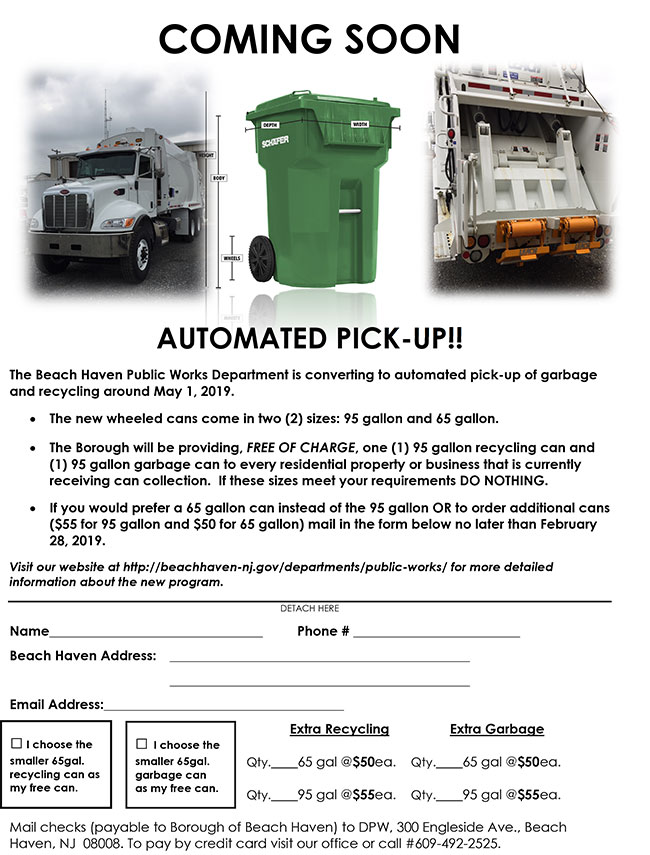 COMING SOON
DEPTH
WIDTH
SCHÄFER
HEIGHT
BODY
WHEELS
AUTOMATED PICK-UP!!
The Beach Haven Public Works Department is converting to automated pick-up of garbage
and recycling around May 1, 2019.
• The new wheeled cans come in two (2) sizes: 95 gallon and 65 gallon.
• The Borough will be providing, FREE OF CHARGE, one (1) 95 gallon recycling can and
(1) 95 gallon garbage can to every residential property or business that is currently
receiving can collection. If these sizes meet your requirements DO NOTHING.
• If you would prefer a 65 gallon can instead of the 95 gallon OR to order additional cans
($55 for 95 gallon and $50 for 65 gallon) mail in the form below no later than February
28, 2019.
Visit our website at http://beachhaven-nj.gov/departments/public-works/ for more detailed
information about the new program.
DETACH HERE
Name____________________________ Phone # ______________________
Beach Haven Address: ________________________________________
________________________________________
Email Address:________________________________
☐ I choose the
smaller 65gal.
recycling can as
my free can.
☐ I choose the
smaller 65gal.
garbage can
as my free can.
Extra Recycling Extra Garbage
Qty.____65 gal @$50ea. Qty.____65 gal @$50ea.
Qty.____95 gal @$55ea. Qty.____95 gal @$55ea.
Mail checks (payable to Borough of Beach Haven) to DPW, 300 Engleside Ave., Beach
Haven, NJ 08008. To pay by credit card visit our office or call #609-492-2525.